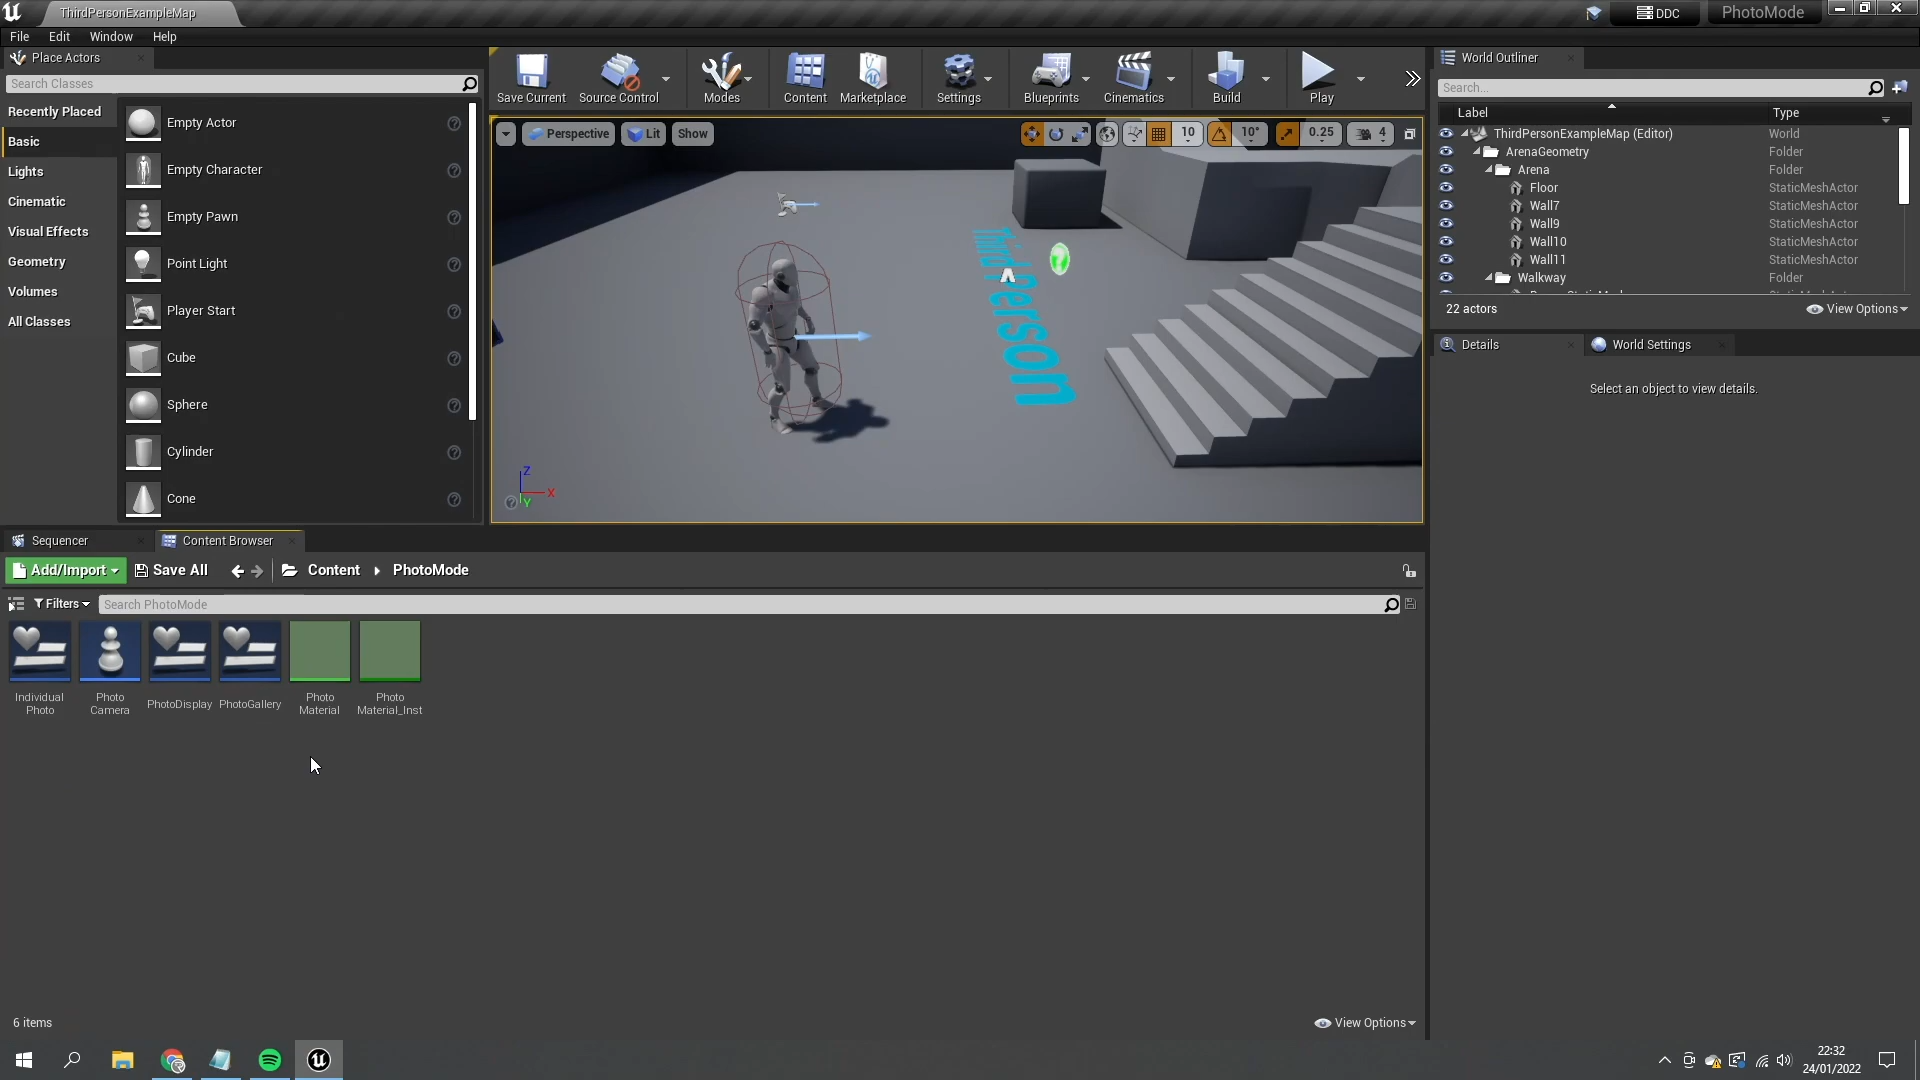 ThirdPersonExampleMap
DDC
PhotoMode
File Edit Window Help
Place Actors
Search Classes
Recently Placed
Basic
Lights
Cinematic
Visual Effects
Geometry
Volumes
All Classes
Empty Actor
Empty Character
Empty Pawn
Point Light
Player Start
Cube
Sphere
Cylinder
Cone
Save Current Source Control Modes Content Marketplace Settings Blueprints Cinematics Build Play
Perspective Lit Show 10 10° 0.25 4
Third Person
Z
X
Y
World Outliner
Search...
Label Type
ThirdPersonExampleMap (Editor) World
ArenaGeometry Folder
Arena Folder
Floor StaticMeshActor
Wall7 StaticMeshActor
Wall9 StaticMeshActor
Wall10 StaticMeshActor
Wall11 StaticMeshActor
Walkway Folder
22 actors View Options
Details World Settings
Select an object to view details.
Sequencer Content Browser
Add/Import Save All Content PhotoMode
Filters Search PhotoMode
Individual Photo
Photo Camera
PhotoDisplay
PhotoGallery
Photo Material
Photo Material_Inst
6 items View Options
22:32
24/01/2022